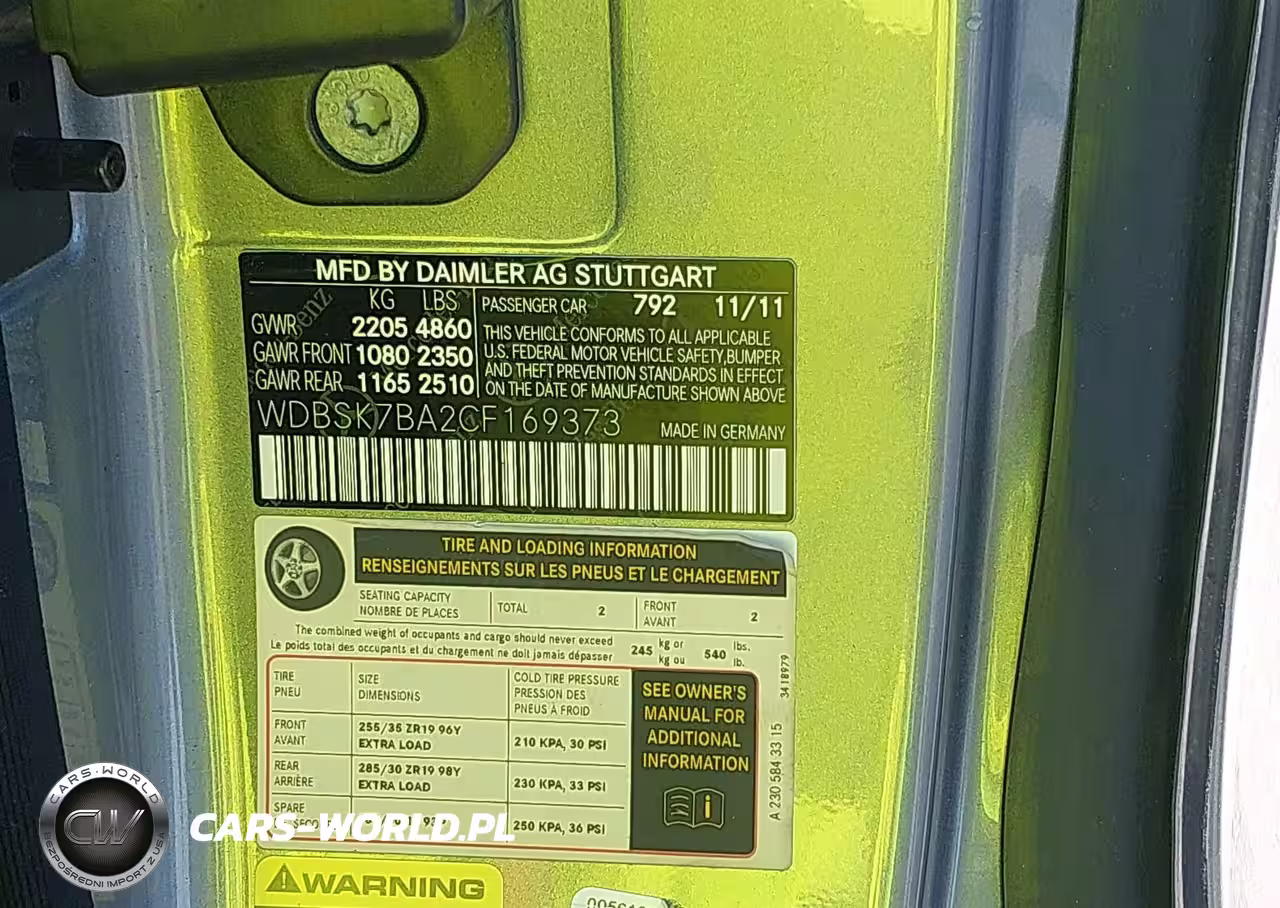 MFD BY DAIMLER AG STUTTGART
KG LBS
GVWR 2205 4860
GAWR FRONT 1080 2350
GAWR REAR 1165 2510
PASSENGER CAR 792 11/11
THIS VEHICLE CONFORMS TO ALL APPLICABLE
U.S. FEDERAL MOTOR VEHICLE SAFETY,BUMPER
AND THEFT PREVENTION STANDARDS IN EFFECT
ON THE DATE OF MANUFACTURE SHOWN ABOVE
WDBSK7BA2CF169373 MADE IN GERMANY
TIRE AND LOADING INFORMATION
RENSEIGNEMENTS SUR LES PNEUS ET LE CHARGEMENT
SEATING CAPACITY
NOMBRE DE PLACES
TOTAL 2
FRONT
AVANT
2
The combined weight of occupants and cargo should never exceed
Le poids total des occupants et du chargement ne doit jamais dépasser
245 kg or
kg ou
540 lbs.
lb.
TIRE
PNEU
SIZE
DIMENSIONS
COLD TIRE PRESSURE
PRESSION DES
PNEUS À FROID
FRONT
AVANT
255/35 ZR19 96Y
EXTRA LOAD
210 KPA, 30 PSI
REAR
ARRIÈRE
285/30 ZR19 98Y
EXTRA LOAD
230 KPA, 33 PSI
SPARE
250 KPA, 36 PSI
SEE OWNER'S
MANUAL FOR
ADDITIONAL
INFORMATION
A 230 584 33 15
3418979
WARNING
CARS-WORLD
CW
BEZPOŚREDNI IMPORT Z USA
CARS-WORLD.PL